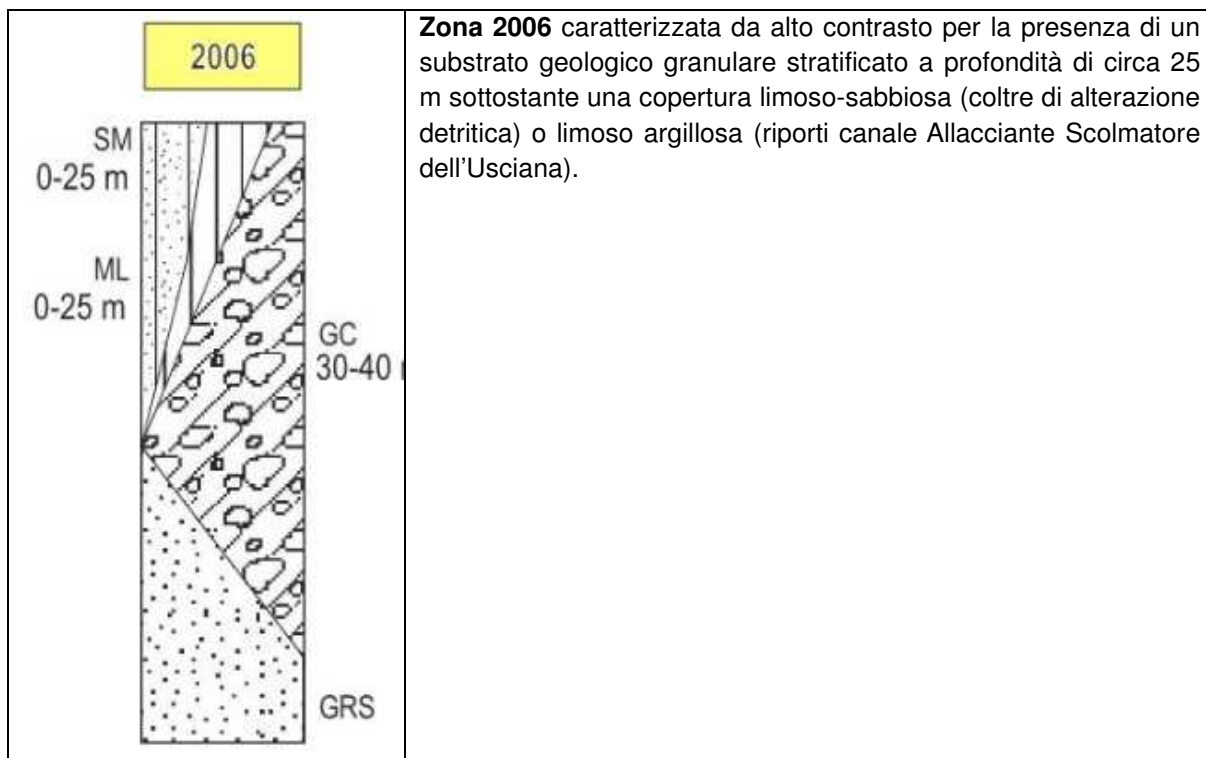 2006
SM
0-25 m
ML
0-25 m
GC
30-40
GRS
Zona 2006 caratterizzata da alto contrasto per la presenza di un
substrato geologico granulare stratificato a profondità di circa 25
m sottostante una copertura limoso-sabbiosa (coltre di alterazione
detritica) o limoso argillosa (riporti canale Allacciante Scolmatore
dell'Usciana).